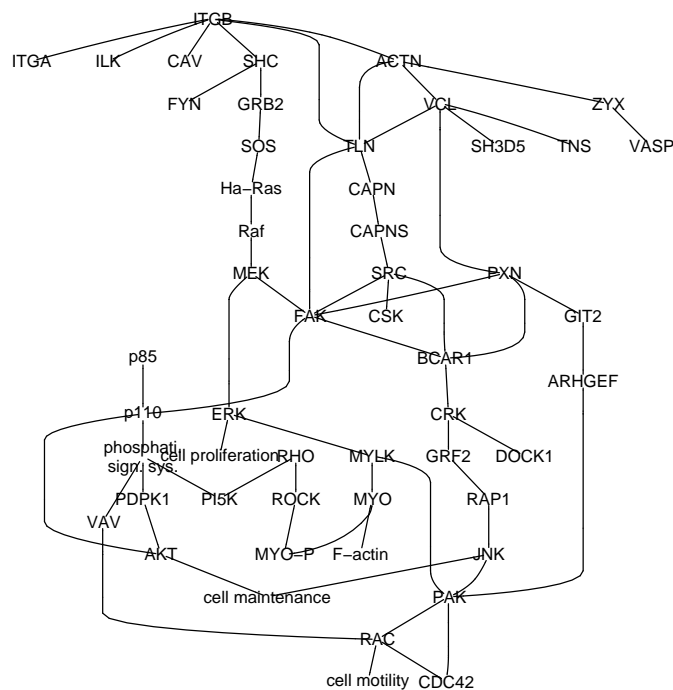 ITGB
ITGA ILK CAV SHC ACTN
FYN GRB2 VCL ZYX
SOS TLN SH3D5 TNS VASP
Ha−Ras CAPN
Raf CAPNS
MEK SRC PXN
FAK CSK GIT2
p85 BCAR1
ARHGEF
p110 ERK CRK
phosphati.
sign. sys.
cell proliferation RHO MYLK GRF2 DOCK1
PDPK1 PI5K ROCK MYO RAP1
VAV
AKT MYO−P F−actin JNK
cell maintenance PAK
RAC
cell motility CDC42